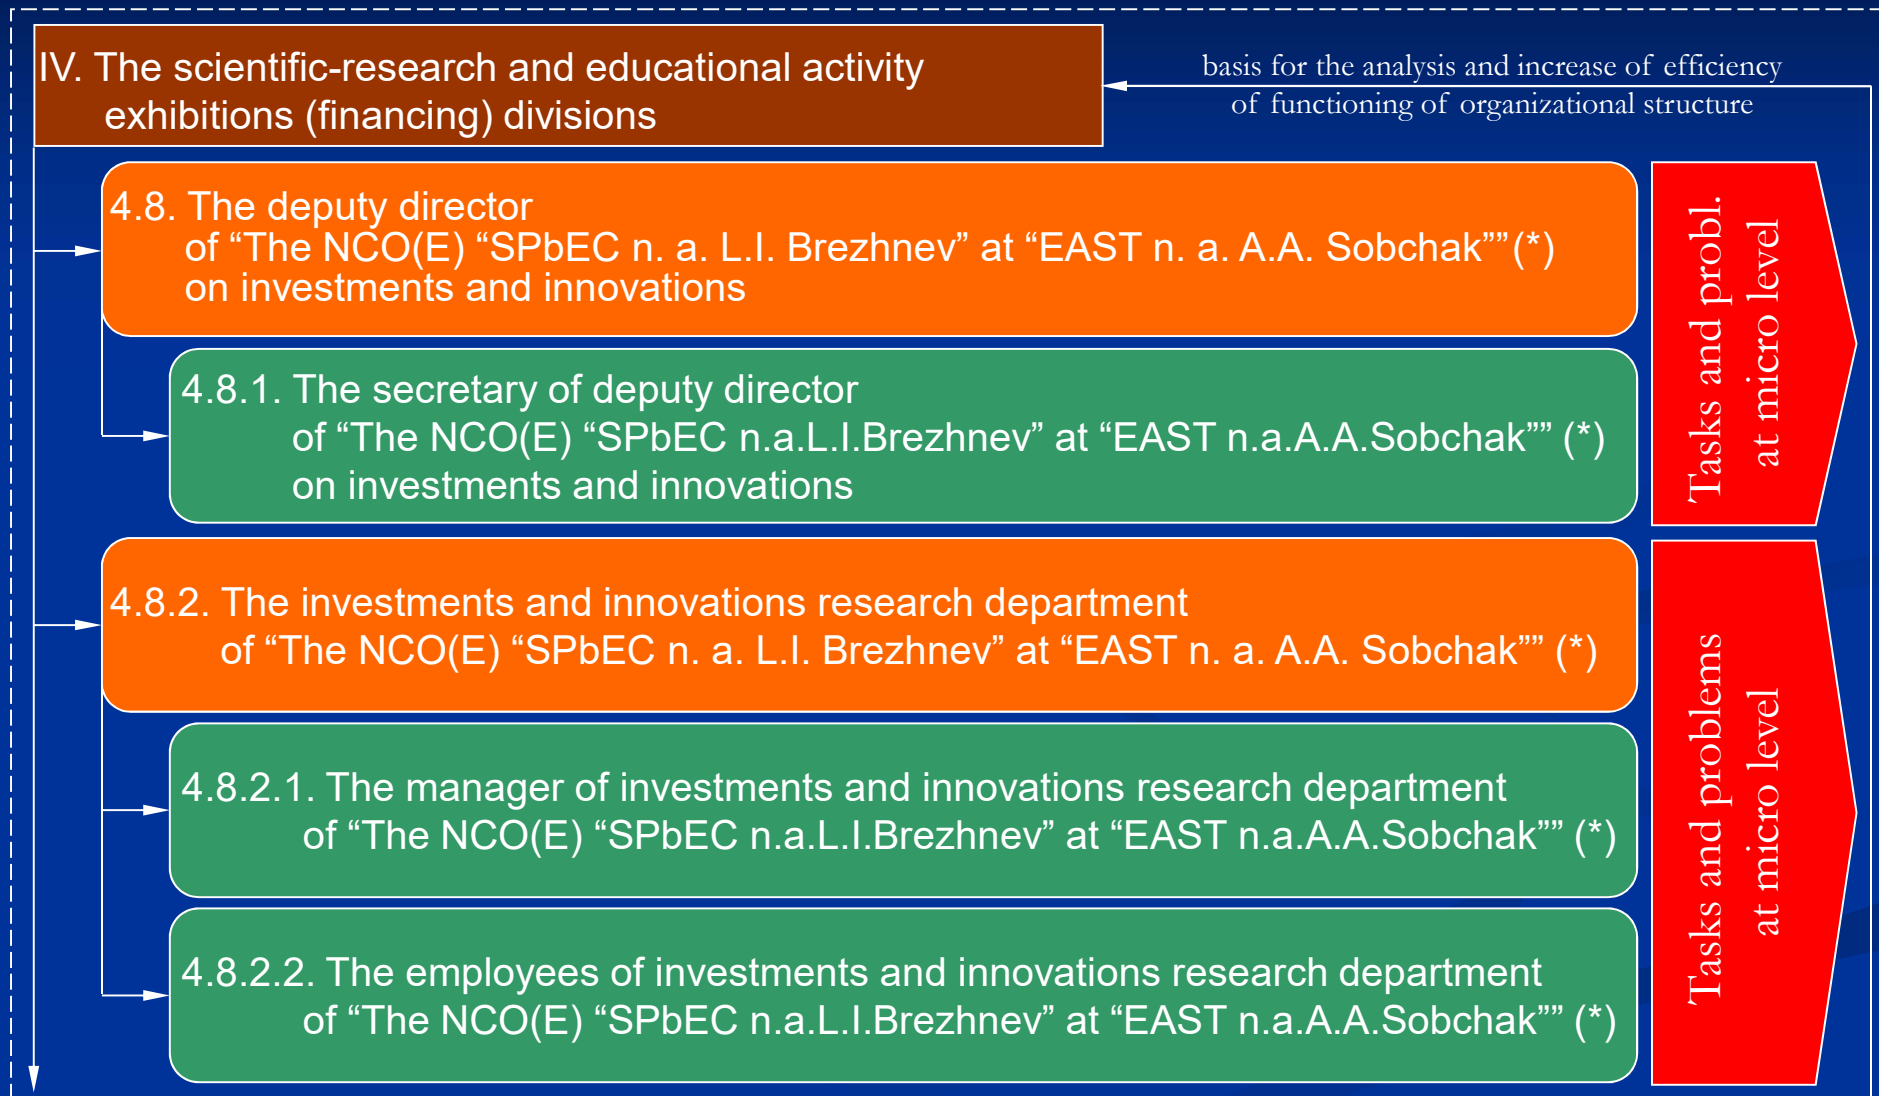 IV. The scientific-research and educational activity
exhibitions (financing) divisions
basis for the analysis and increase of efficiency
of functioning of organizational structure
4.8. The deputy director
of “The NCO(E) “SPbEC n. a. L.I. Brezhnev” at “EAST n. a. A.A. Sobchak”” (*)
on investments and innovations
4.8.1. The secretary of deputy director
of “The NCO(E) “SPbEC n.a.L.I.Brezhnev” at “EAST n.a.A.A.Sobchak”” (*)
on investments and innovations
Tasks and probl.
at micro level
4.8.2. The investments and innovations research department
of “The NCO(E) “SPbEC n. a. L.I. Brezhnev” at “EAST n. a. A.A. Sobchak”” (*)
4.8.2.1. The manager of investments and innovations research department
of “The NCO(E) “SPbEC n.a.L.I.Brezhnev” at “EAST n.a.A.A.Sobchak”” (*)
4.8.2.2. The employees of investments and innovations research department
of “The NCO(E) “SPbEC n.a.L.I.Brezhnev” at “EAST n.a.A.A.Sobchak”” (*)
Tasks and problems
at micro level